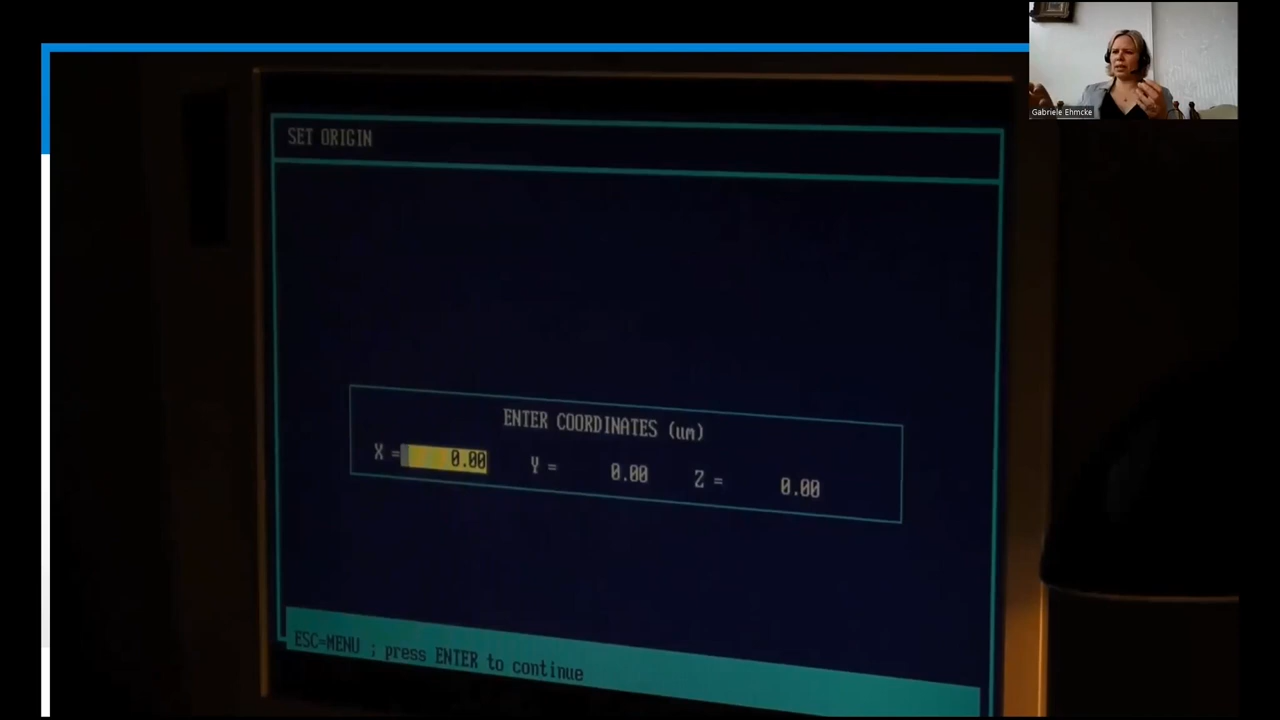 Gabriele Ehmcke
SET ORIGIN
ENTER COORDINATES (um)
X = 0.00 Y = 0.00 Z = 0.00
ESC=MENU ; press ENTER to continue